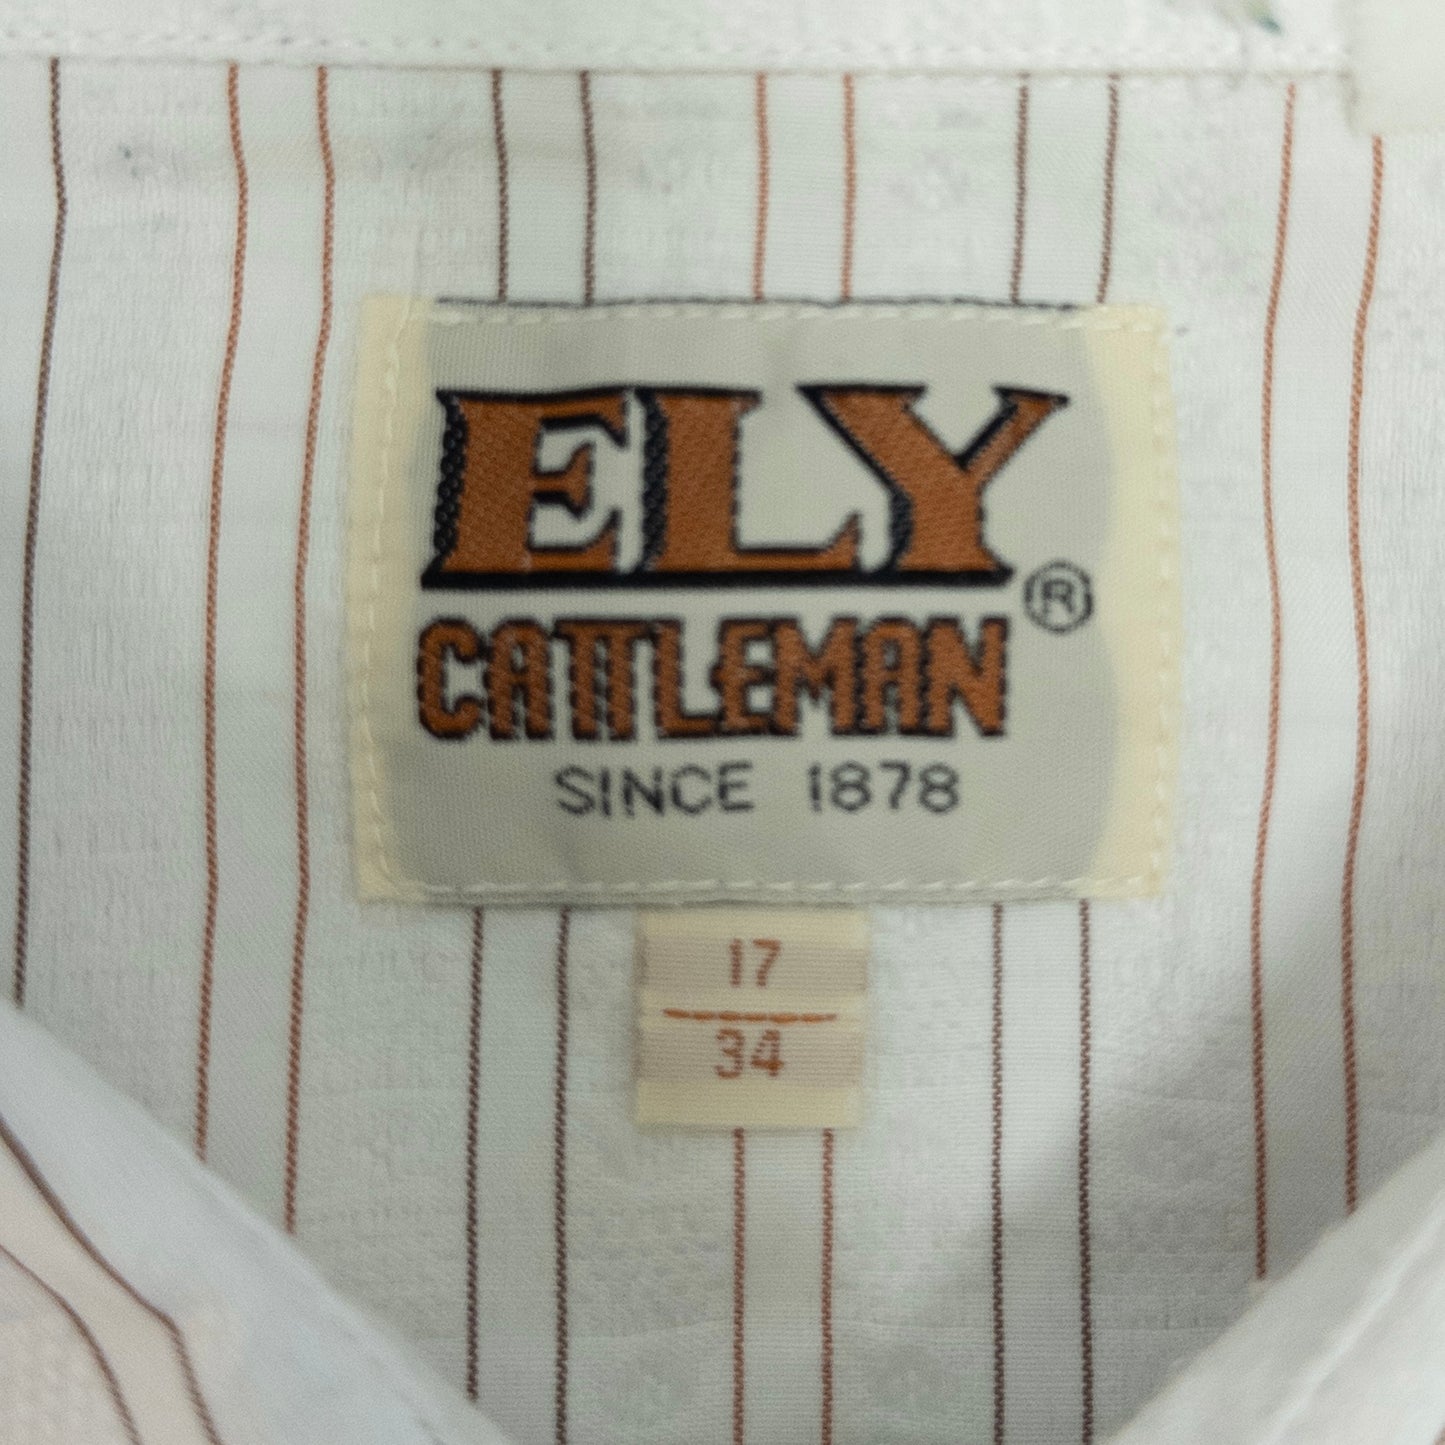 ELY
CATTLEMAN ®
SINCE 1878
17
34